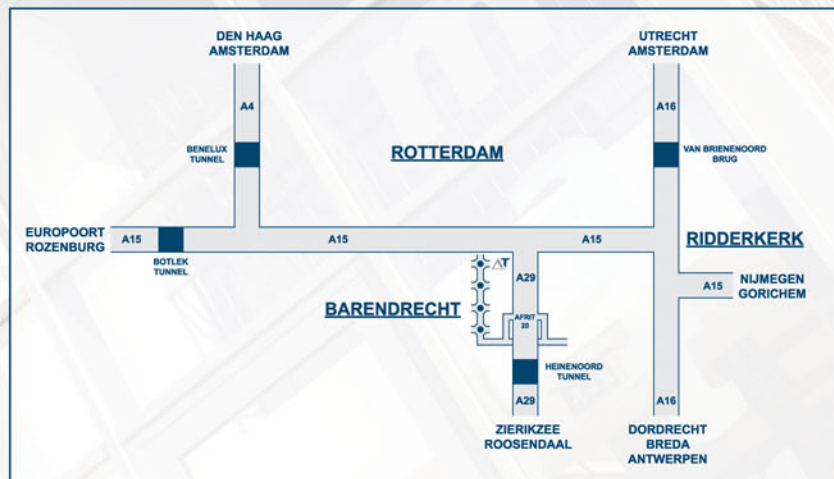 DEN HAAG
AMSTERDAM
UTRECHT
AMSTERDAM
A4
A16
BENELUX
TUNNEL
ROTTERDAM
VAN BRIENENOORD
BRUG
EUROPOORT
ROZENBURG
A15
A15
A15
RIDDERKERK
BOTLEK
TUNNEL
AT
A29
A15
NIJMEGEN
GORICHEM
BARENDRECHT
AFRIT
20
HEINENOORD
TUNNEL
A29
A16
ZIERIKZEE
ROOSENDAAL
DORDRECHT
BREDA
ANTWERPEN